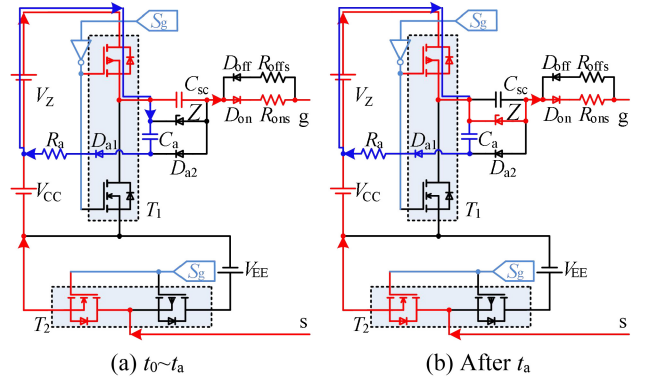 Sg
Doff
Roffs
Csc
VZ
Z
Don
Rons
g
Ra
Da1
Ca
Da2
VCC
T1
Sg
VEE
T2
s
(a) t0~ta
Sg
Doff
Roffs
Csc
VZ
Z
Don
Rons
g
Ra
Da1
Ca
Da2
VCC
T1
Sg
VEE
T2
s
(b) After ta